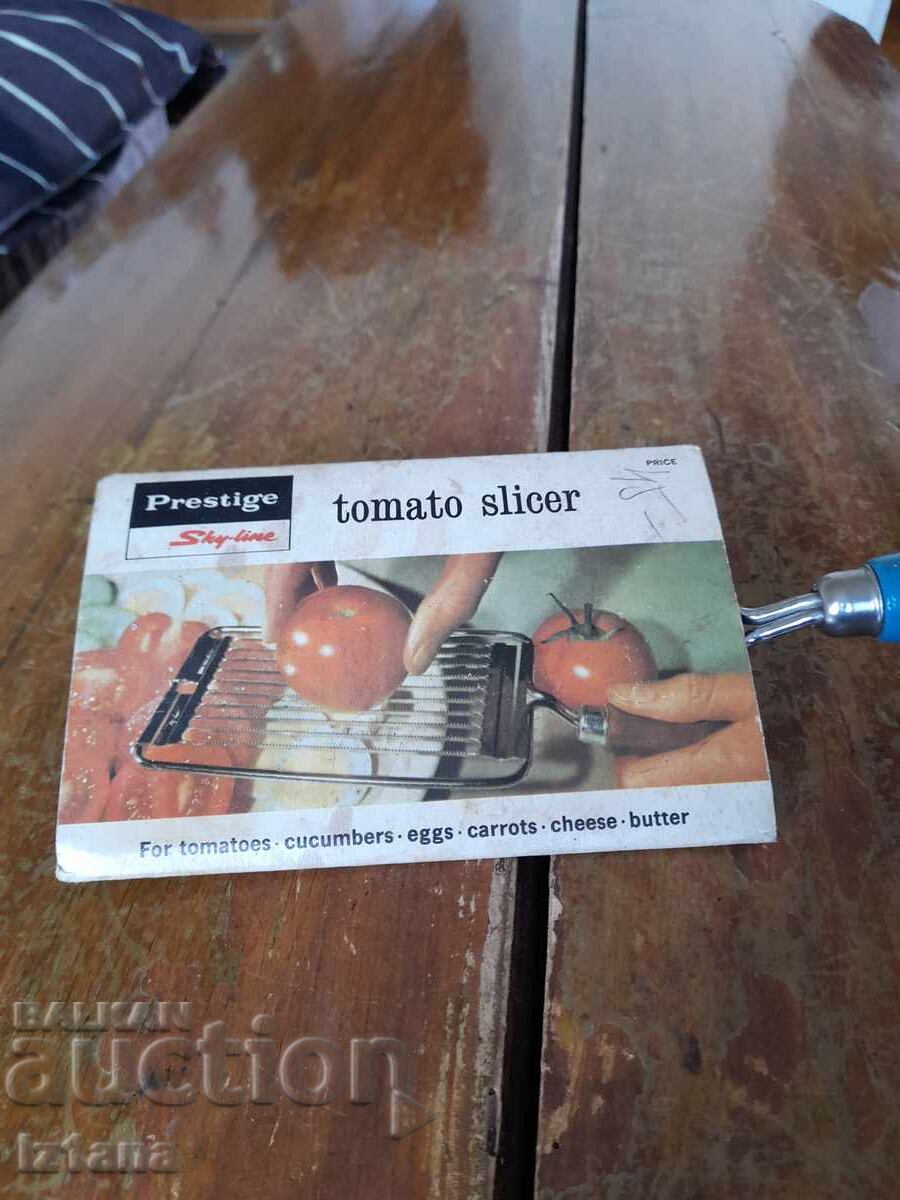 PRICE
Prestige
Sky-line
tomato slicer
For tomatoes · cucumbers · eggs · carrots · cheese · butter
BALKAN
auction
Iztana